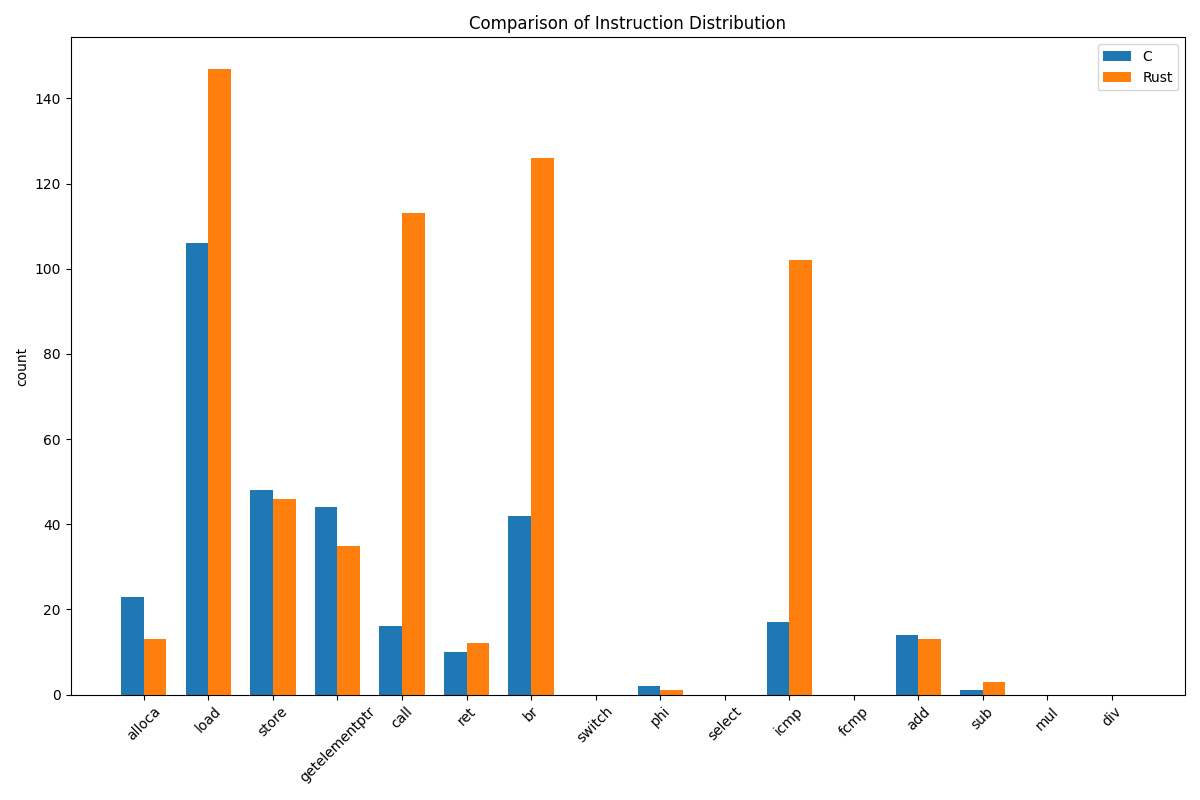 Comparison of Instruction Distribution
C
Rust
count
140
120
100
80
60
40
20
0
alloca
load
store
getelementptr
call
ret
br
switch
phi
select
icmp
fcmp
add
sub
mul
div